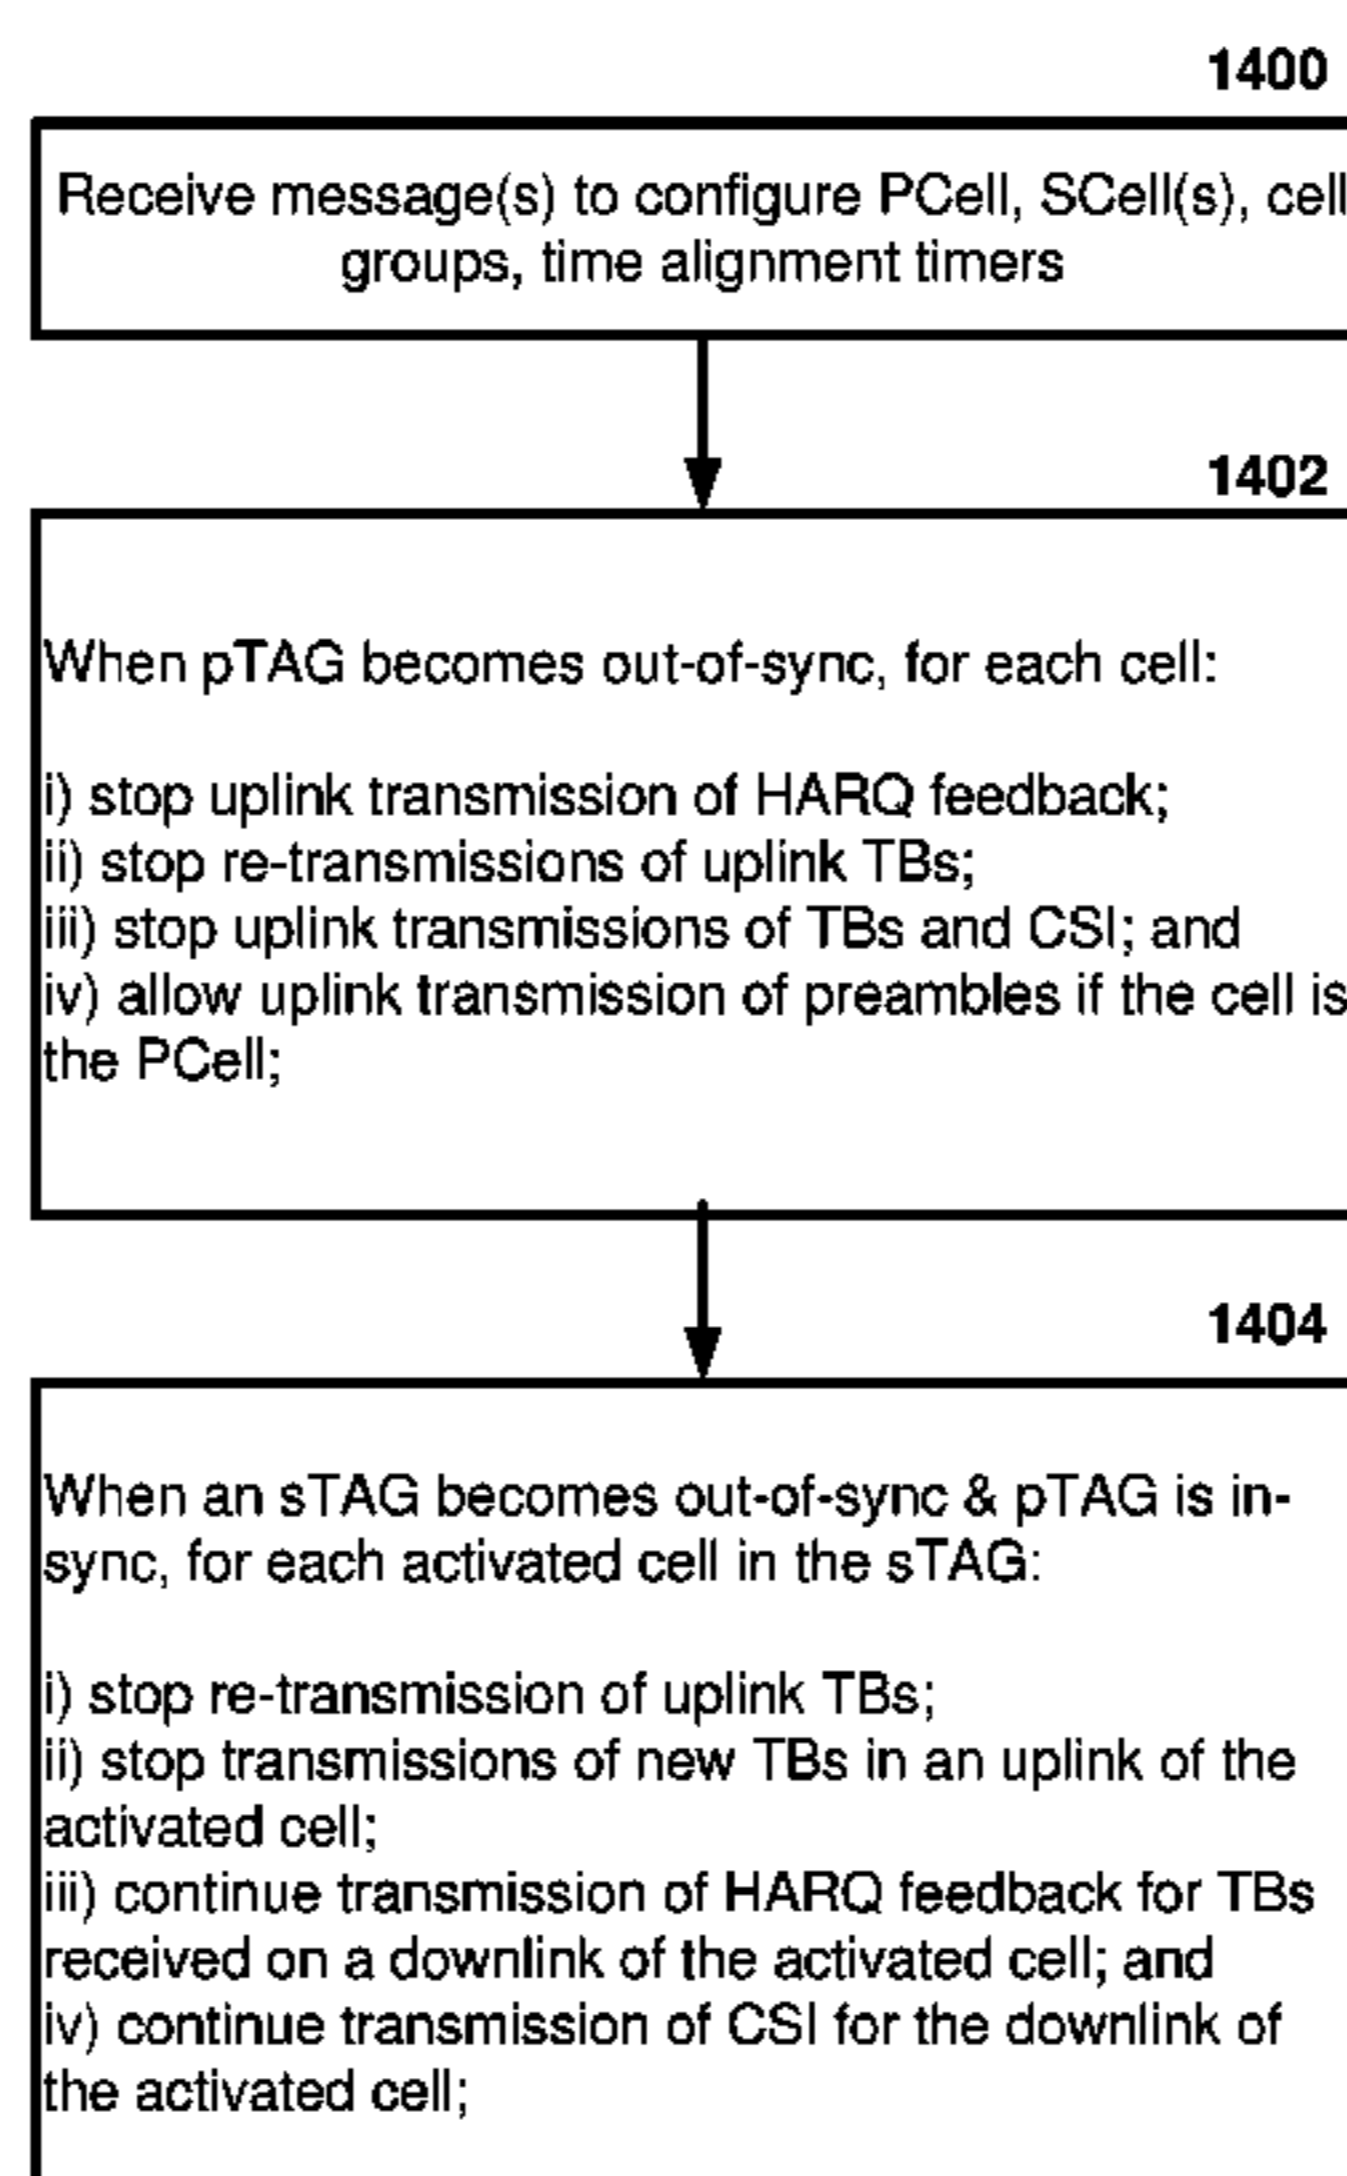 1400
Receive message(s) to configure PCell, SCell(s), cell
groups, time alignment timers
1402
When pTAG becomes out-of-sync, for each cell:
i) stop uplink transmission of HARQ feedback;
ii) stop re-transmissions of uplink TBs;
iii) stop uplink transmissions of TBs and CSI; and
iv) allow uplink transmission of preambles if the cell is
the PCell;
1404
When an sTAG becomes out-of-sync & pTAG is in-
sync, for each activated cell in the sTAG:
i) stop re-transmission of uplink TBs;
ii) stop transmissions of new TBs in an uplink of the
activated cell;
iii) continue transmission of HARQ feedback for TBs
received on a downlink of the activated cell; and
iv) continue transmission of CSI for the downlink of
the activated cell;